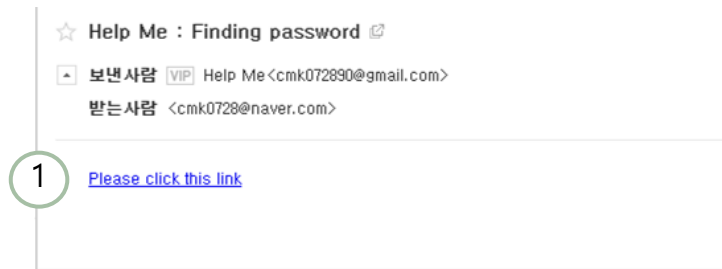 Help Me : Finding password
보낸사람 VIP Help Me<cmk072890@gmail.com>
받는사람 <cmk0728@naver.com>
1 Please click this link